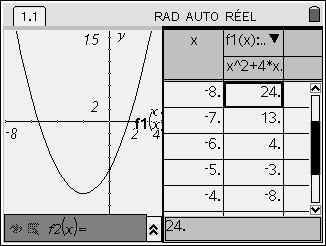 1.1 RAD AUTO RÉEL
15 y
2
-8 2 4
f1(x
x f1(x):.. ▼
x^2+4*x.
-8. 24.
-7. 13.
-6. 4.
-5. -3.
-4. -8.
f2(x)=
24.